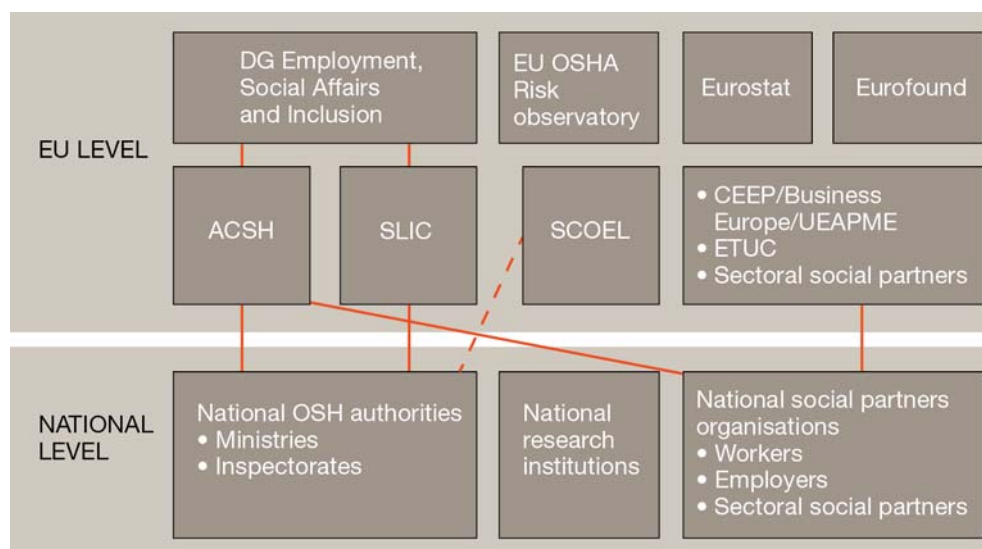 EU LEVEL
DG Employment,
Social Affairs
and Inclusion
EU OSHA
Risk
observatory
Eurostat
Eurofound
ACSH
SLIC
SCOEL
• CEEP/Business
Europe/UEAPME
• ETUC
• Sectoral social partners
NATIONAL
LEVEL
National OSH authorities
• Ministries
• Inspectorates
National
research
institutions
National social partners
organisations
• Workers
• Employers
• Sectoral social partners